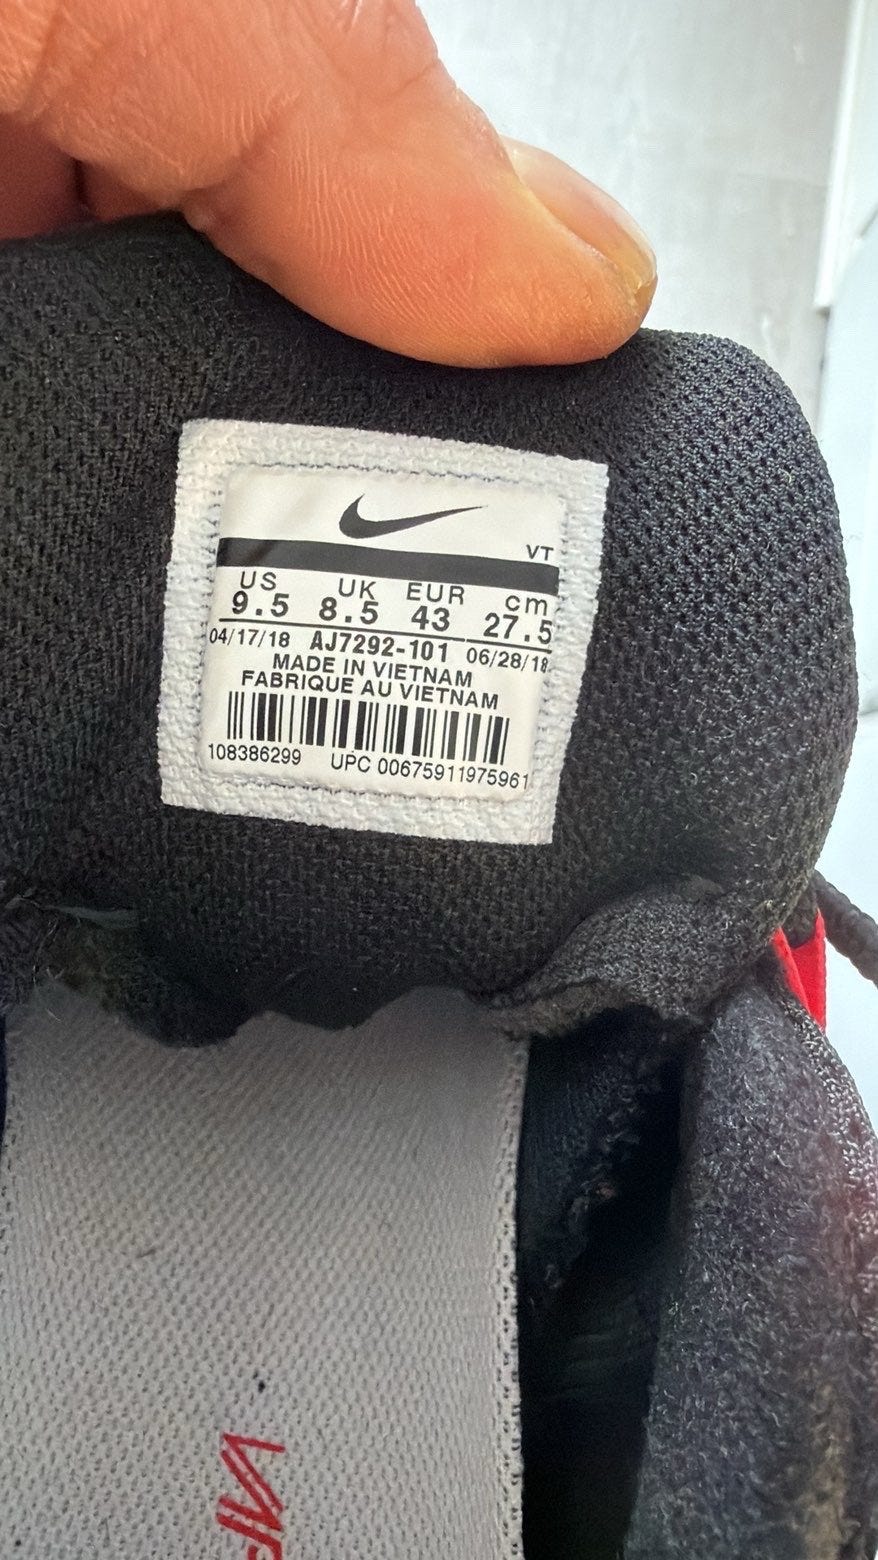 VT
US UK EUR cm
9.5 8.5 43 27.5
04/17/18 AJ7292-101 06/28/18
MADE IN VIETNAM
FABRIQUE AU VIETNAM
108386299 UPC 00675911975961
VAP